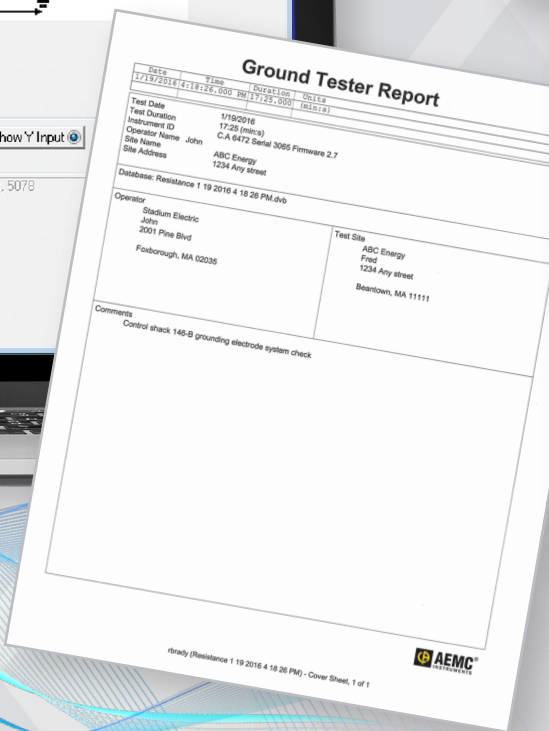 how 'Y' Input
5078
Ground Tester Report
Date Time Duration Units
1/19/2016 4:18:26.000 PM 17:25.000 (min:s)
Test Date 1/19/2016
Test Duration 17:25 (min:s)
Instrument ID C.A 6472 Serial 3065 Firmware 2.7
Operator Name John
Site Name ABC Energy
Site Address 1234 Any street
Database: Resistance 1 19 2016 4 18 26 PM.dvb
Operator
Stadium Electric
John
2001 Pine Blvd
Foxborough, MA 02035
Test Site
ABC Energy
Fred
1234 Any street
Beantown, MA 11111
Comments
Control shack 146-B grounding electrode system check
AEMC®
INSTRUMENTS
rbrady (Resistance 1 19 2016 4 18 26 PM) - Cover Sheet, 1 of 1